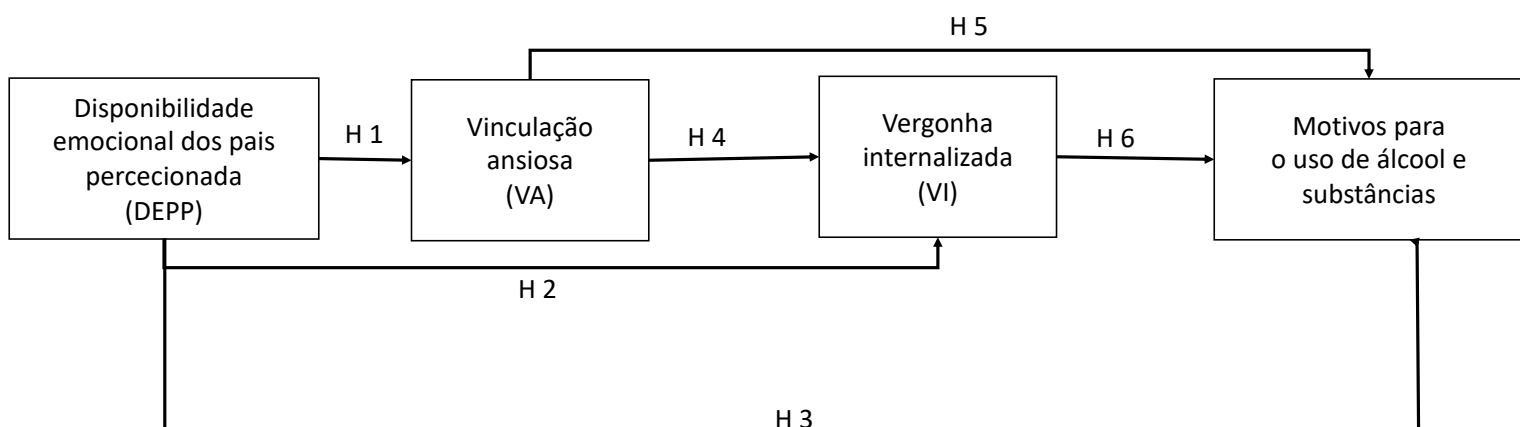 H 5
Disponibilidade
emocional dos pais
percecionada
(DEPP)
H 1
Vinculação
ansiosa
(VA)
H 4
Vergonha
internalizada
(VI)
H 6
Motivos para
o uso de álcool e
substâncias
H 2
H 3